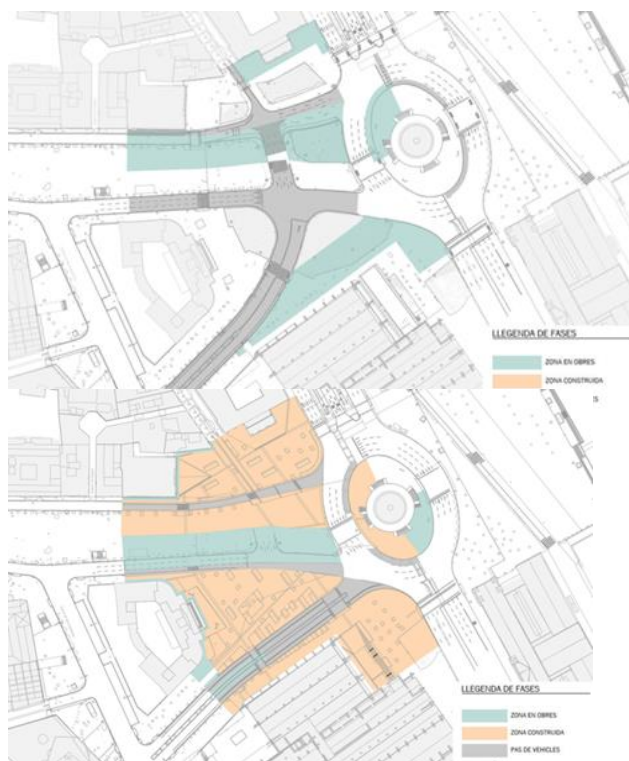 LLEGENDA DE FASES
ZONA EN OBRES
ZONA CONSTRUIDA
LLEGENDA DE FASES
ZONA EN OBRES
ZONA CONSTRUIDA
PAS DE VEHICLES